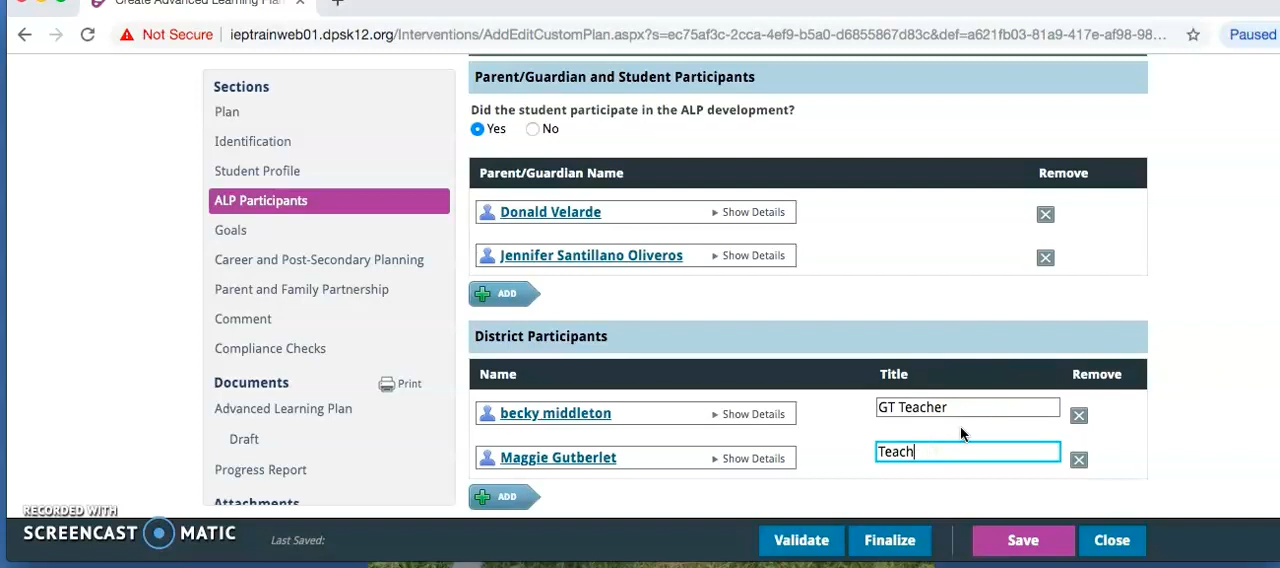 Create Advanced Learning Plan
Not Secure
ieptrainweb01.dpsk12.org/Interventions/AddEditCustomPlan.aspx?s=ec75af3c-2cca-4ef9-b5a0-d6855867d83c&def=a621fb03-81a9-417e-af98-98...
Paused
Sections
Plan
Identification
Student Profile
ALP Participants
Goals
Career and Post-Secondary Planning
Parent and Family Partnership
Comment
Compliance Checks
Documents
Print
Advanced Learning Plan
Draft
Progress Report
Attachments
Parent/Guardian and Student Participants
Did the student participate in the ALP development?
Yes No
Parent/Guardian Name Remove
Donald Velarde Show Details
Jennifer Santillano Oliveros Show Details
ADD
District Participants
Name Title Remove
becky middleton Show Details GT Teacher
Maggie Gutberlet Show Details Teach
ADD
RECORDED WITH
SCREENCAST MATIC
Last Saved:
Validate Finalize Save Close